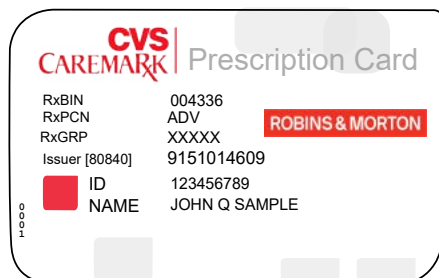 CVS
CAREMARK Prescription Card
RxBIN 004336
RxPCN ADV
RxGRP XXXXX
ROBINS & MORTON
Issuer [80840] 9151014609
ID 123456789
NAME JOHN Q SAMPLE
0001